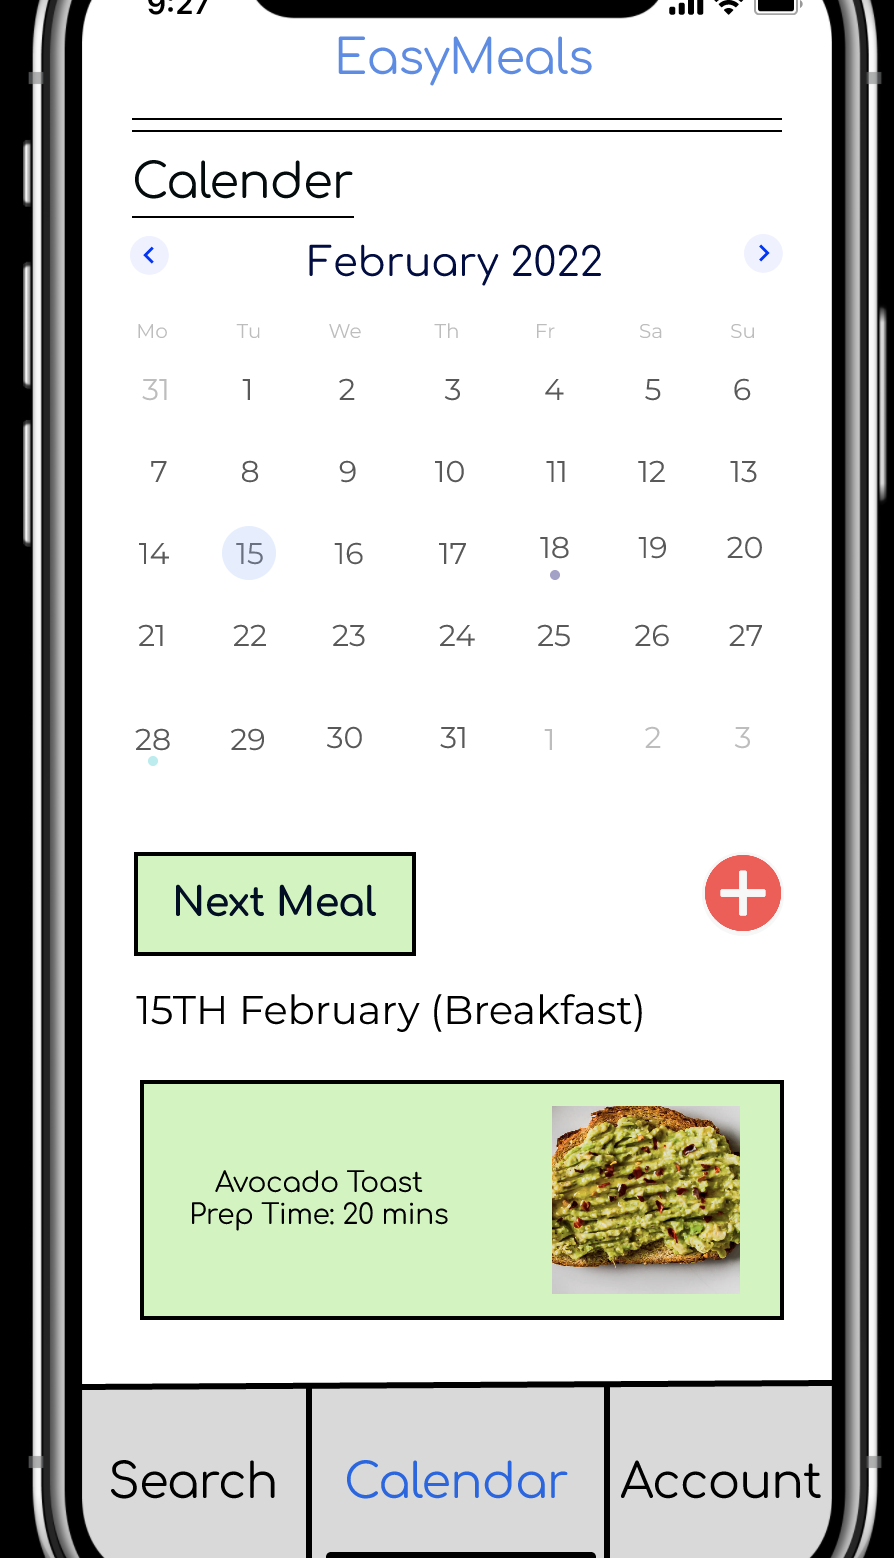 9:27
EasyMeals
Calender
February 2022
Mo Tu We Th Fr Sa Su
31 1 2 3 4 5 6
7 8 9 10 11 12 13
14 15 16 17 18 19 20
21 22 23 24 25 26 27
28 29 30 31 1 2 3
Next Meal
15TH February (Breakfast)
Avocado Toast
Prep Time: 20 mins
Search Calendar Account